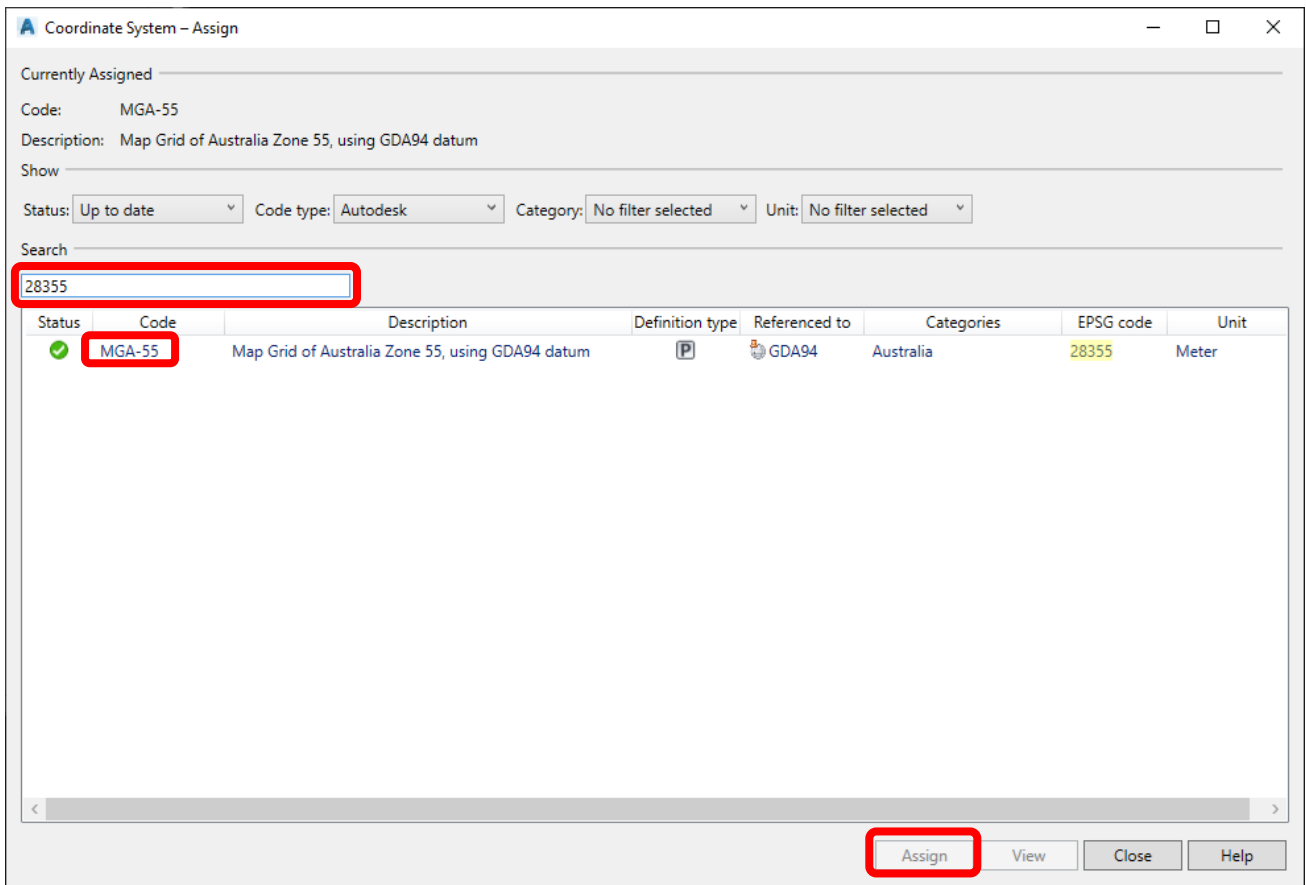 Coordinate System – Assign
Currently Assigned
Code: MGA-55
Description: Map Grid of Australia Zone 55, using GDA94 datum
Show
Status: Up to date Code type: Autodesk Category: No filter selected Unit: No filter selected
Search
28355
Status Code Description Definition type Referenced to Categories EPSG code Unit
MGA-55 Map Grid of Australia Zone 55, using GDA94 datum P GDA94 Australia 28355 Meter
Assign View Close Help